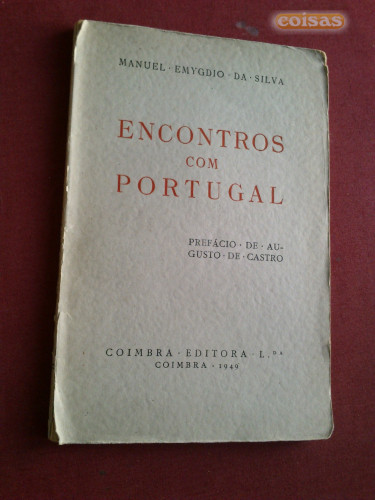 coisas
MANUEL · EMYGDIO · DA · SILVA
ENCONTROS
COM
PORTUGAL
PREFÁCIO · DE · AU-
GUSTO · DE · CASTRO
COIMBRA · EDITORA · L.DA
COIMBRA · 1949